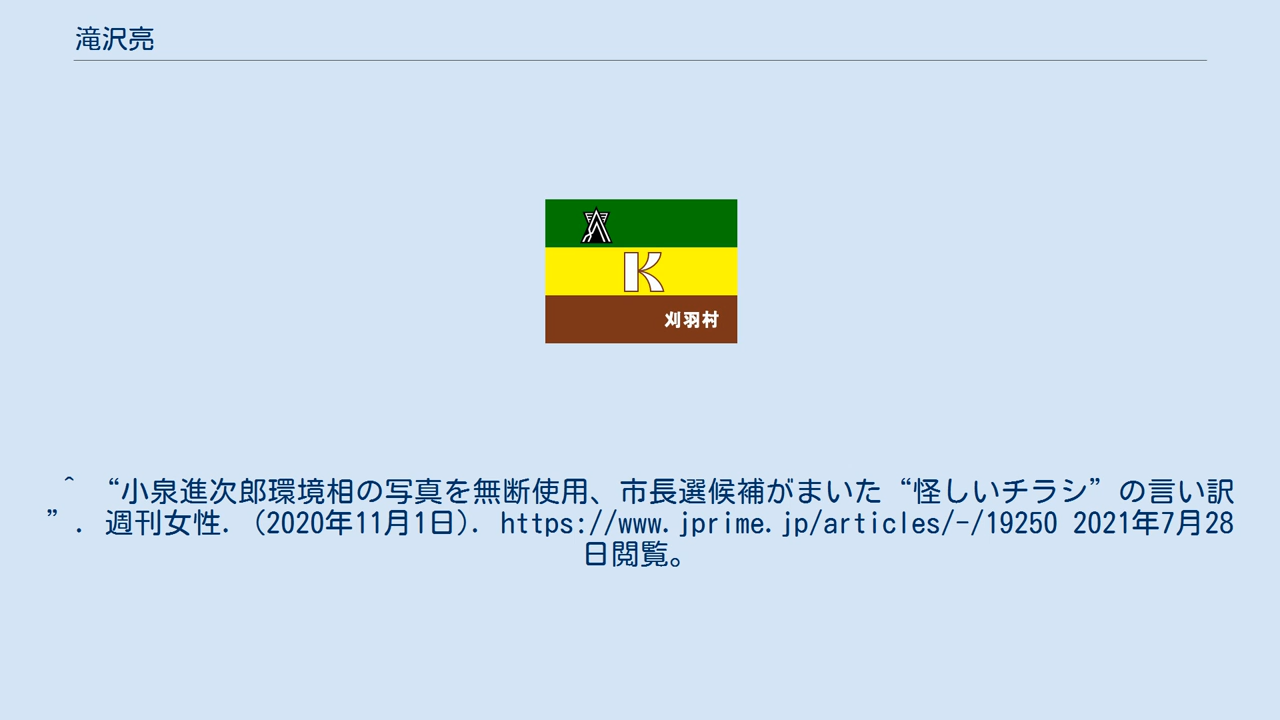 滝沢亮
K
刈羽村
^ “小泉進次郎環境相の写真を無断使用、市長選候補がまいた“怪しいチラシ”の言い訳
”. 週刊女性. (2020年11月1日). https://www.jprime.jp/articles/-/19250 2021年7月28
日閲覧。